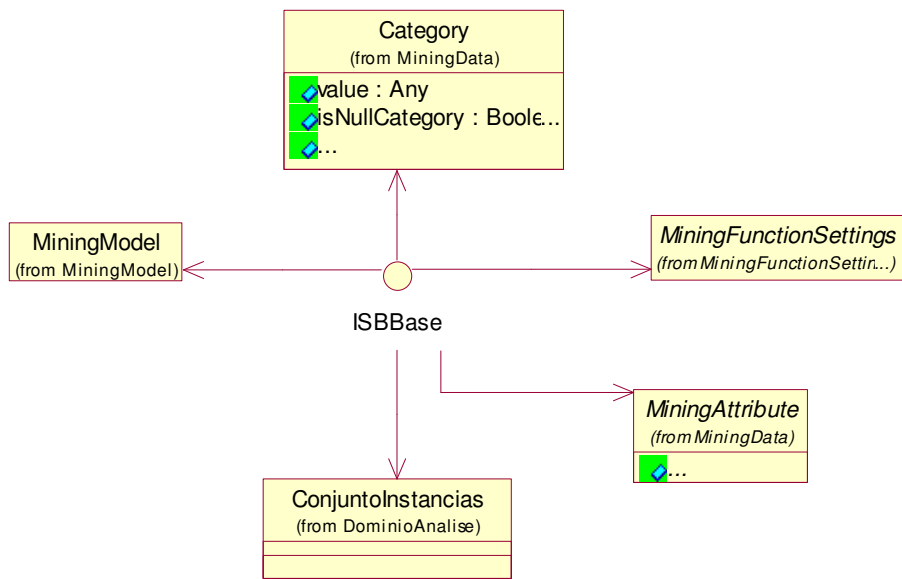 Category
(from MiningData)
value : Any
isNullCategory : Boole...
...
MiningModel
(from MiningModel)
MiningFunctionSettings
(from MiningFunctionSettin...)
ISBBase
MiningAttribute
(from MiningData)
...
ConjuntoInstancias
(from DominioAnalise)